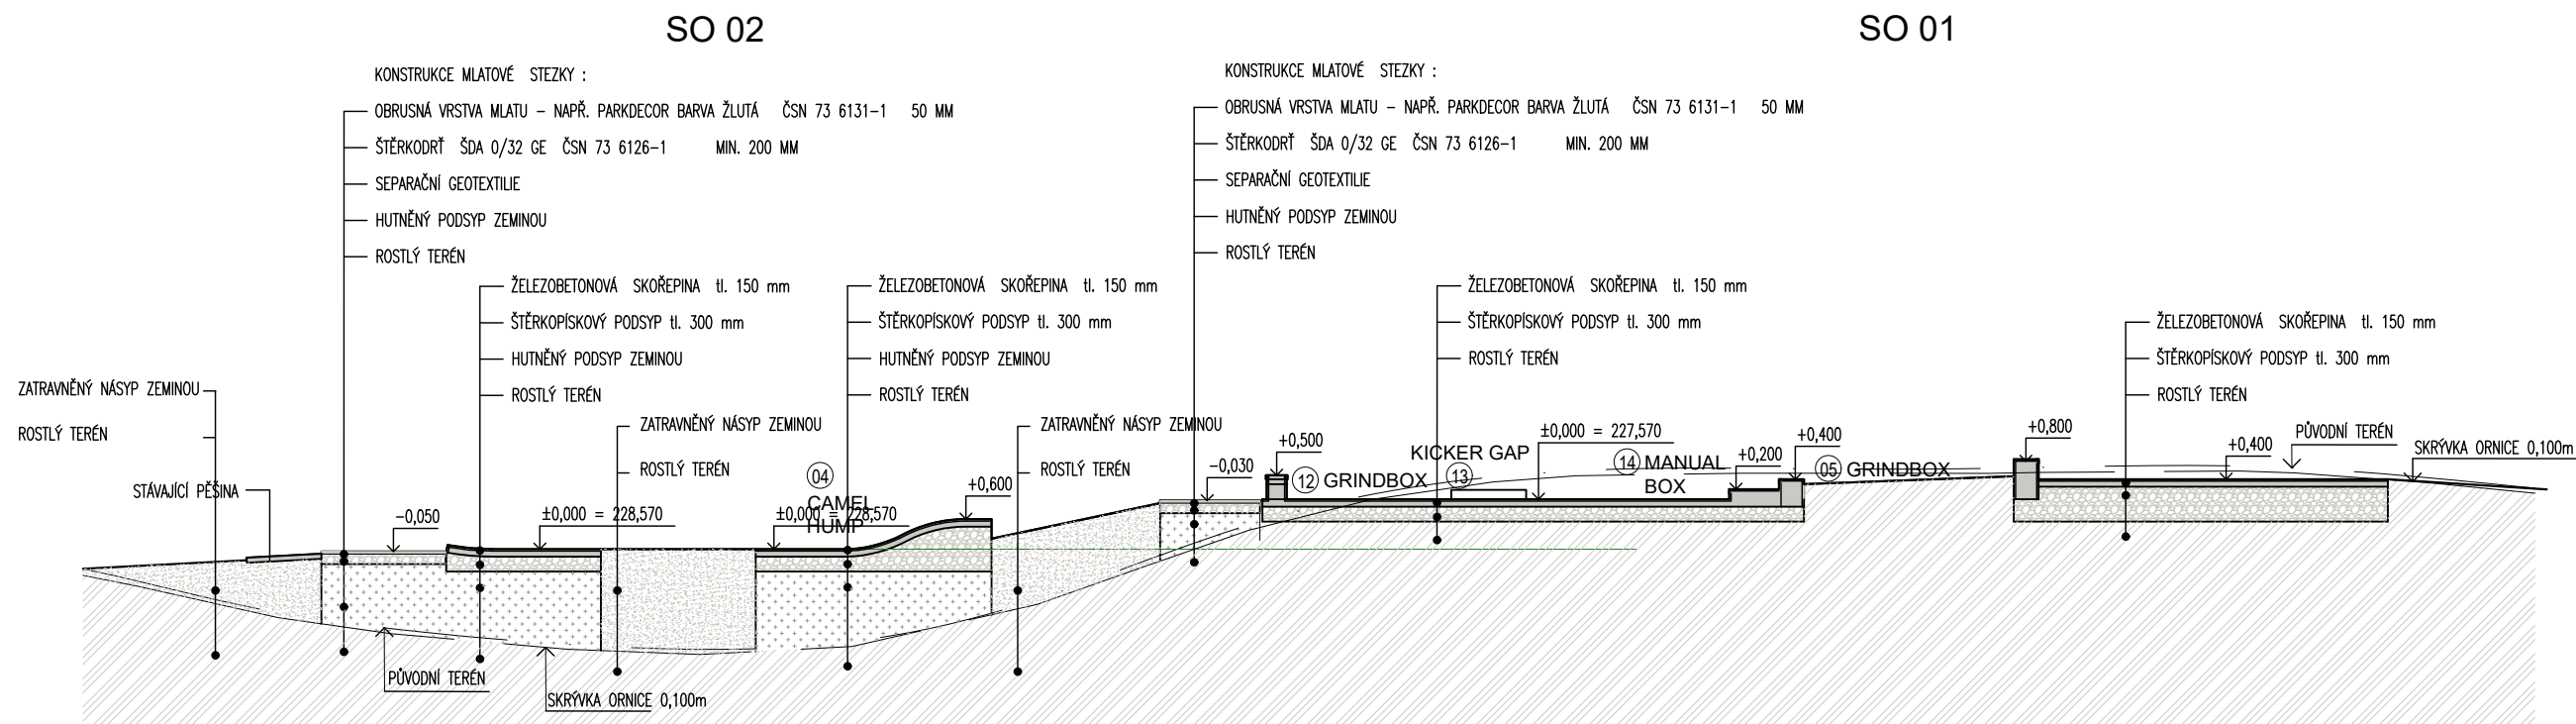 SO 02
SO 01
KONSTRUKCE MLATOVÉ STEZKY :
OBRUSNÁ VRSTVA MLATU – NAPŘ. PARKDECOR BARVA ŽLUTÁ ČSN 73 6131-1 50 MM
ŠTĚRKODRŤ ŠDA 0/32 GE ČSN 73 6126-1 MIN. 200 MM
SEPARAČNÍ GEOTEXTILIE
HUTNĚNÝ PODSYP ZEMINOU
ROSTLÝ TERÉN
KONSTRUKCE MLATOVÉ STEZKY :
OBRUSNÁ VRSTVA MLATU – NAPŘ. PARKDECOR BARVA ŽLUTÁ ČSN 73 6131-1 50 MM
ŠTĚRKODRŤ ŠDA 0/32 GE ČSN 73 6126-1 MIN. 200 MM
SEPARAČNÍ GEOTEXTILIE
HUTNĚNÝ PODSYP ZEMINOU
ROSTLÝ TERÉN
ŽELEZOBETONOVÁ SKOŘEPINA tl. 150 mm
ŠTĚRKOPÍSKOVÝ PODSYP tl. 300 mm
HUTNĚNÝ PODSYP ZEMINOU
ROSTLÝ TERÉN
ŽELEZOBETONOVÁ SKOŘEPINA tl. 150 mm
ŠTĚRKOPÍSKOVÝ PODSYP tl. 300 mm
HUTNĚNÝ PODSYP ZEMINOU
ROSTLÝ TERÉN
ŽELEZOBETONOVÁ SKOŘEPINA tl. 150 mm
ŠTĚRKOPÍSKOVÝ PODSYP tl. 300 mm
ROSTLÝ TERÉN
ŽELEZOBETONOVÁ SKOŘEPINA tl. 150 mm
ŠTĚRKOPÍSKOVÝ PODSYP tl. 300 mm
ROSTLÝ TERÉN
ZATRAVNĚNÝ NÁSYP ZEMINOU
ROSTLÝ TERÉN
STÁVAJÍCÍ PĚŠINA
-0,050
ZATRAVNĚNÝ NÁSYP ZEMINOU
ROSTLÝ TERÉN
±0,000 = 228,570
04
CAMEL
HUMP
±0,000 = 228,570
+0,600
ZATRAVNĚNÝ NÁSYP ZEMINOU
ROSTLÝ TERÉN
-0,030
+0,500
12 GRINDBOX
KICKER GAP
13
±0,000 = 227,570
14 MANUAL
BOX
+0,200
+0,400
05 GRINDBOX
+0,800
+0,400
PŮVODNÍ TERÉN
SKRÝVKA ORNICE 0,100m
PŮVODNÍ TERÉN
SKRÝVKA ORNICE 0,100m